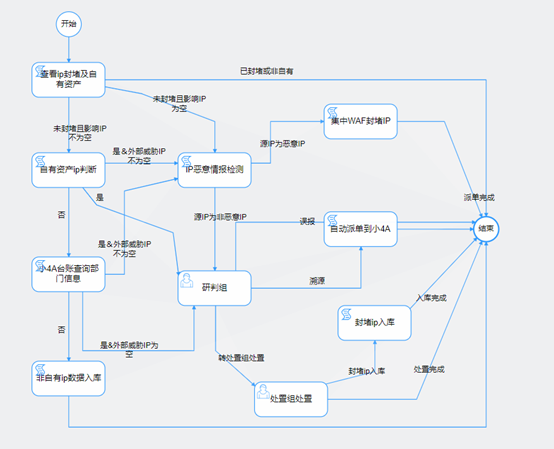 开始
已封堵或非自有
查看ip封堵及自
有资产
未封堵且影响IP
为空
集中WAF封堵IP
未封堵且影响IP
不为空
源IP为恶意IP
是＆外部威胁IP
不为空
自有资产ip判断
IP恶意情报检测
是
派单完成
否
源IP为非恶意IP
误报
自动派单到小4A
结束
是＆外部威胁IP
不为空
小4A台账查询部
门信息
溯源
研判组
入库完成
封堵ip入库
否
是&外部威胁IP为
空
转处置组处置
封堵ip入库
处置完成
非自有ip数据入库
处置组处置